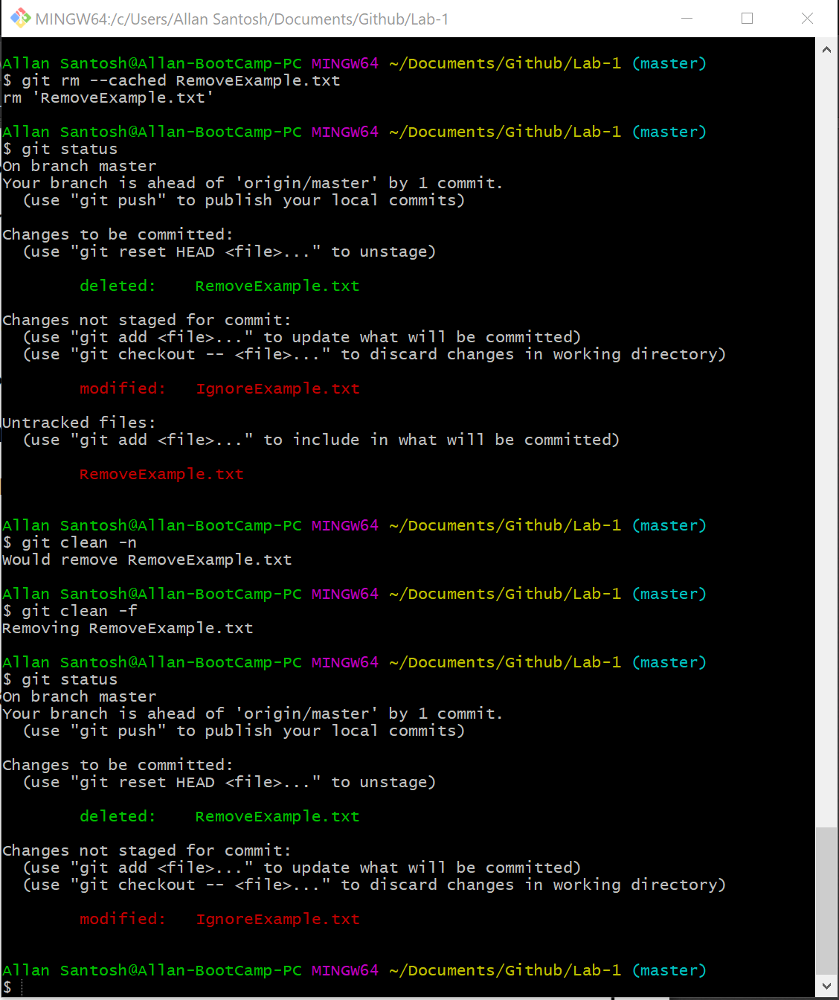 MINGW64:/c/Users/Allan Santosh/Documents/Github/Lab-1
Allan Santosh@Allan-BootCamp-PC MINGW64 ~/Documents/Github/Lab-1 (master)
$ git rm --cached RemoveExample.txt
rm 'RemoveExample.txt'
Allan Santosh@Allan-BootCamp-PC MINGW64 ~/Documents/Github/Lab-1 (master)
$ git status
On branch master
Your branch is ahead of 'origin/master' by 1 commit.
  (use "git push" to publish your local commits)
Changes to be committed:
  (use "git reset HEAD <file>..." to unstage)
        deleted:    RemoveExample.txt
Changes not staged for commit:
  (use "git add <file>..." to update what will be committed)
  (use "git checkout -- <file>..." to discard changes in working directory)
        modified:   IgnoreExample.txt
Untracked files:
  (use "git add <file>..." to include in what will be committed)
        RemoveExample.txt
Allan Santosh@Allan-BootCamp-PC MINGW64 ~/Documents/Github/Lab-1 (master)
$ git clean -n
Would remove RemoveExample.txt
Allan Santosh@Allan-BootCamp-PC MINGW64 ~/Documents/Github/Lab-1 (master)
$ git clean -f
Removing RemoveExample.txt
Allan Santosh@Allan-BootCamp-PC MINGW64 ~/Documents/Github/Lab-1 (master)
$ git status
On branch master
Your branch is ahead of 'origin/master' by 1 commit.
  (use "git push" to publish your local commits)
Changes to be committed:
  (use "git reset HEAD <file>..." to unstage)
        deleted:    RemoveExample.txt
Changes not staged for commit:
  (use "git add <file>..." to update what will be committed)
  (use "git checkout -- <file>..." to discard changes in working directory)
        modified:   IgnoreExample.txt
Allan Santosh@Allan-BootCamp-PC MINGW64 ~/Documents/Github/Lab-1 (master)
$